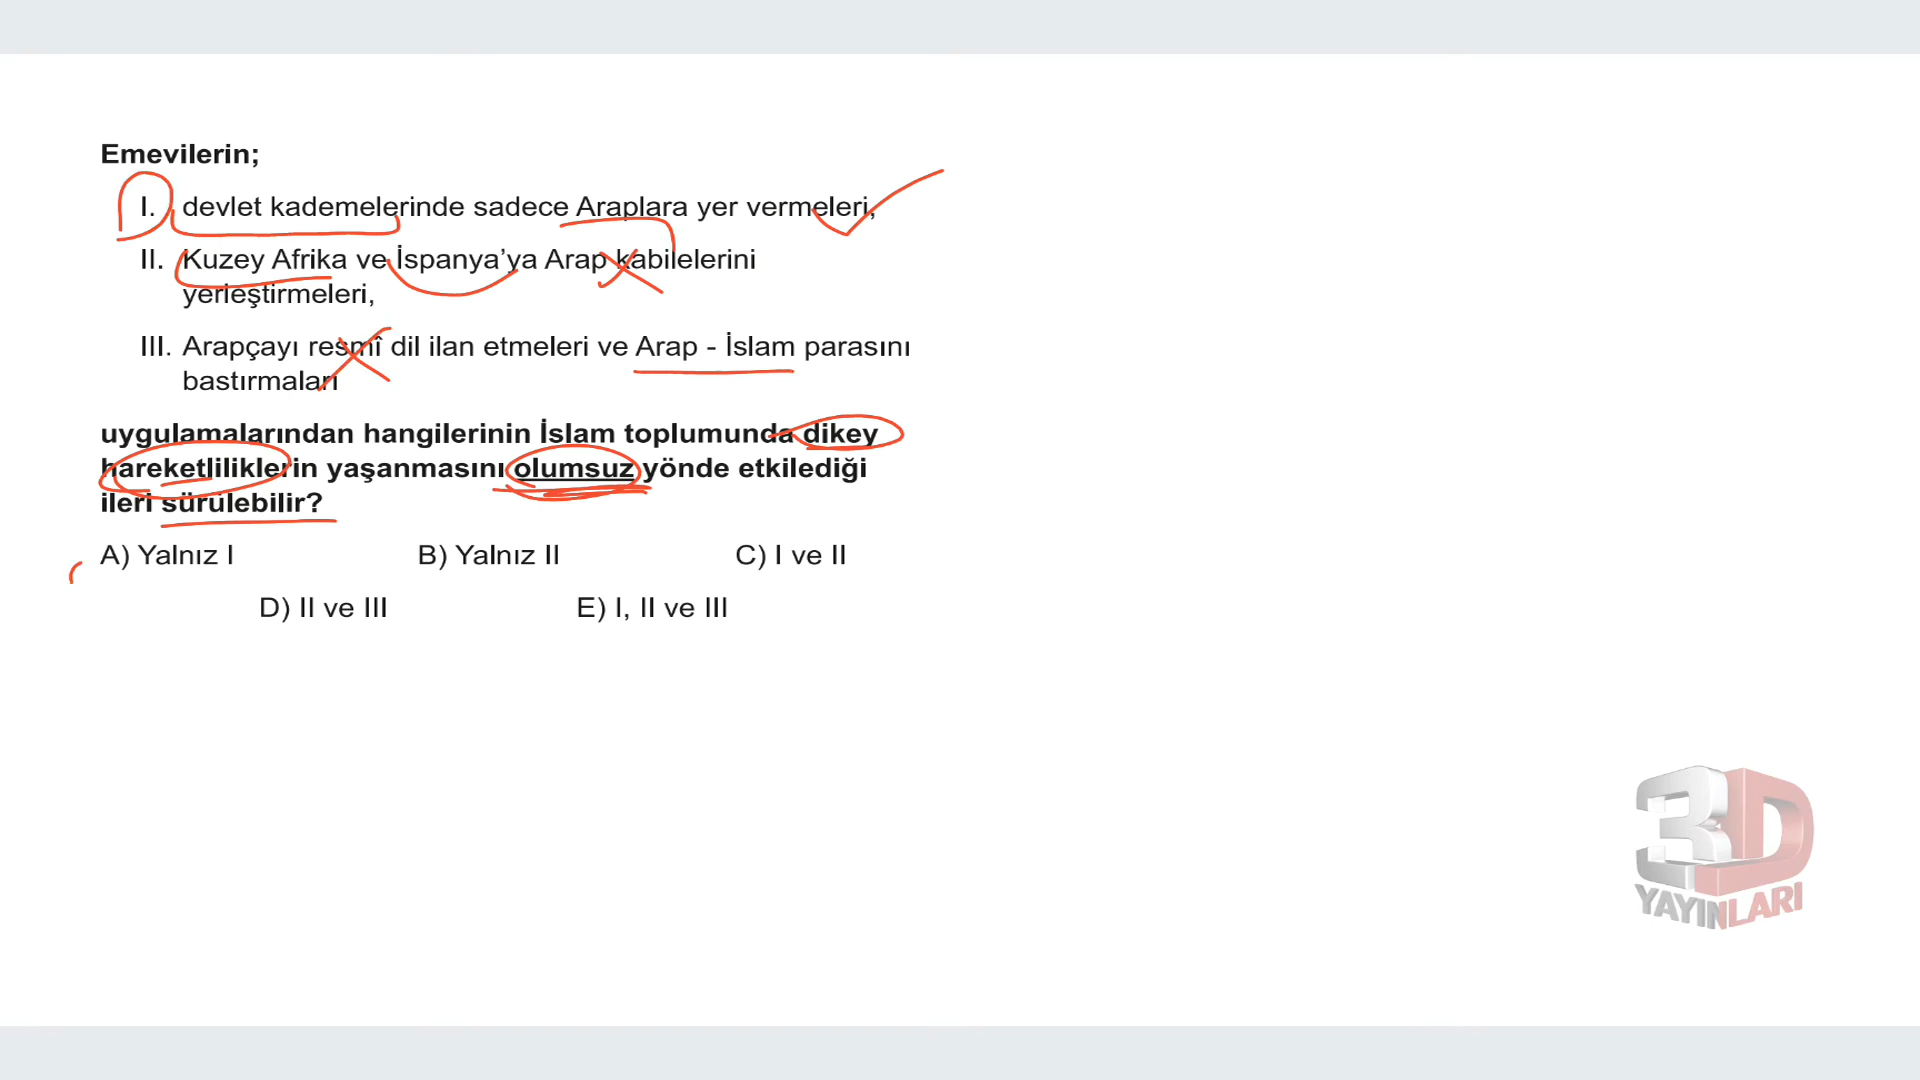 Emevilerin;
I. devlet kademelerinde sadece Araplara yer vermeleri,
II. Kuzey Afrika ve İspanya'ya Arap kabilelerini
yerleştirmeleri,
III. Arapçayı resmî dil ilan etmeleri ve Arap - İslam parasını
bastırmaları
uygulamalarından hangilerinin İslam toplumunda dikey
hareketliliklerin yaşanmasını olumsuz yönde etkilediği
ileri sürülebilir?
A) Yalnız I B) Yalnız II C) I ve II
D) II ve III E) I, II ve III
3D
YAYINLARI